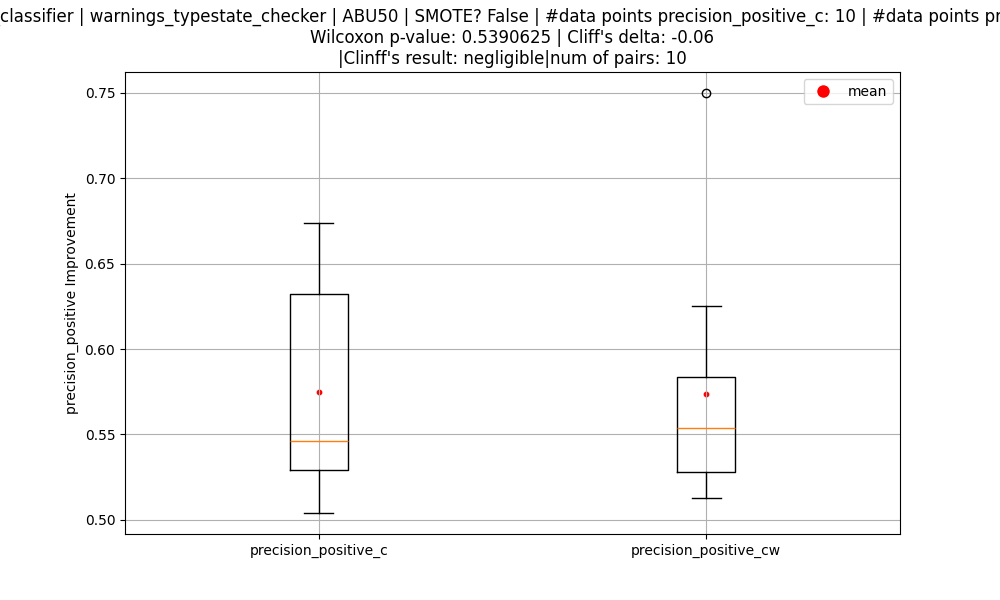 classifier | warnings_typestate_checker | ABU50 | SMOTE? False | #data points precision_positive_c: 10 | #data points
Wilcoxon p-value: 0.5390625 | Cliff's delta: -0.06
|Clinff's result: negligible|num of pairs: 10
mean
0.75
0.70
0.65
0.60
0.55
0.50
precision_positive Improvement
precision_positive_c
precision_positive_cw